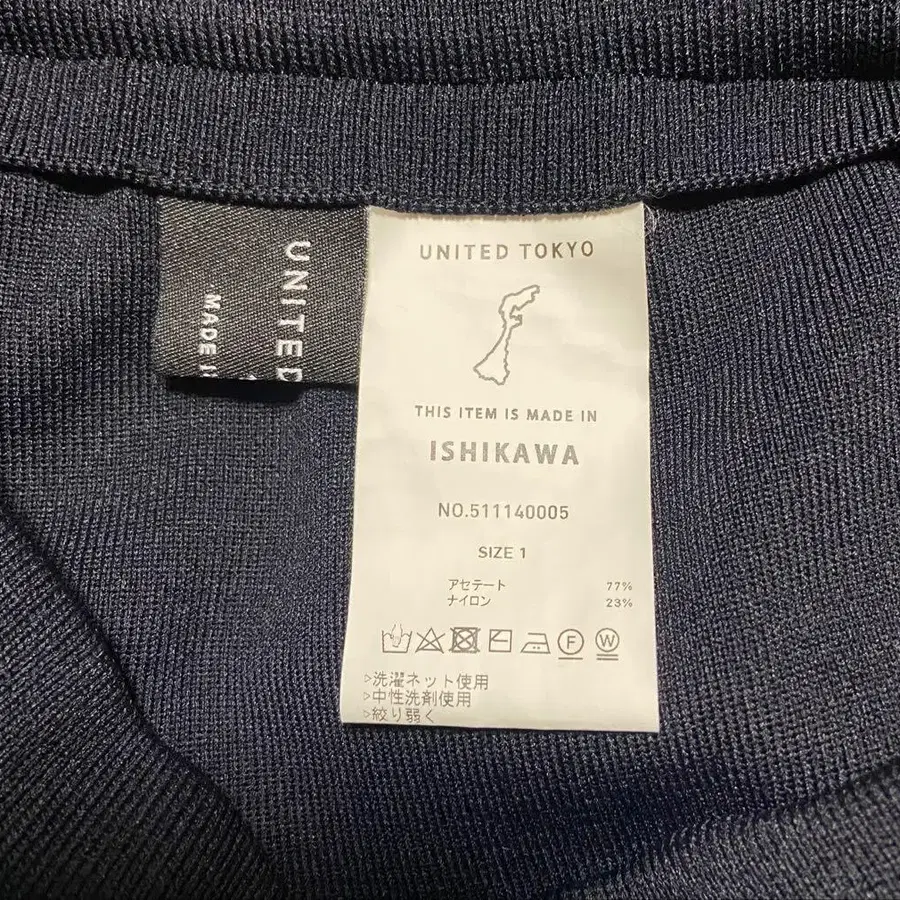 UNITED
MADE
UNITED TOKYO
THIS ITEM IS MADE IN
ISHIKAWA
NO.511140005
SIZE 1
アセテート 77%
ナイロン 23%
F W
▷洗濯ネット使用
▷中性洗剤使用
▷絞り弱く